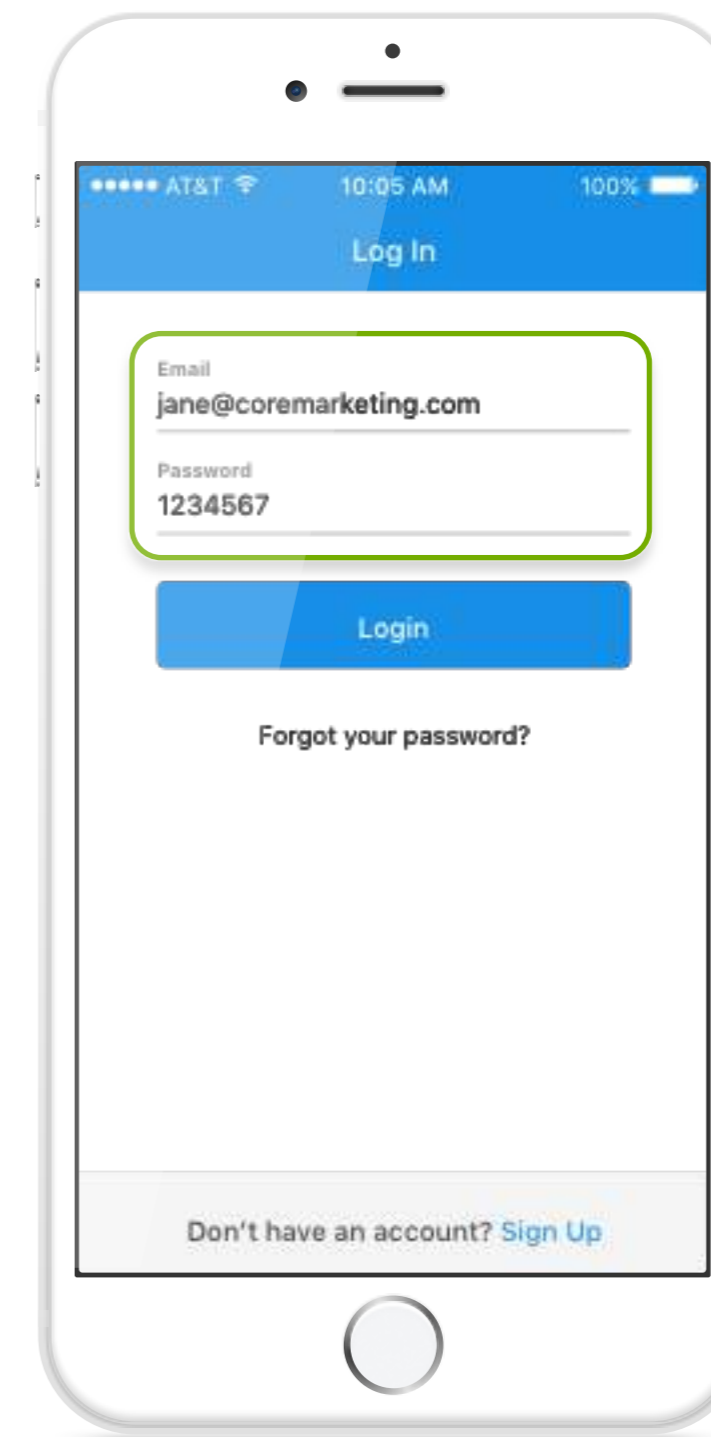 AT&T 10:05 AM 100%
Log In
Email
jane@coremarketing.com
Password
1234567
Login
Forgot your password?
Don't have an account? Sign Up